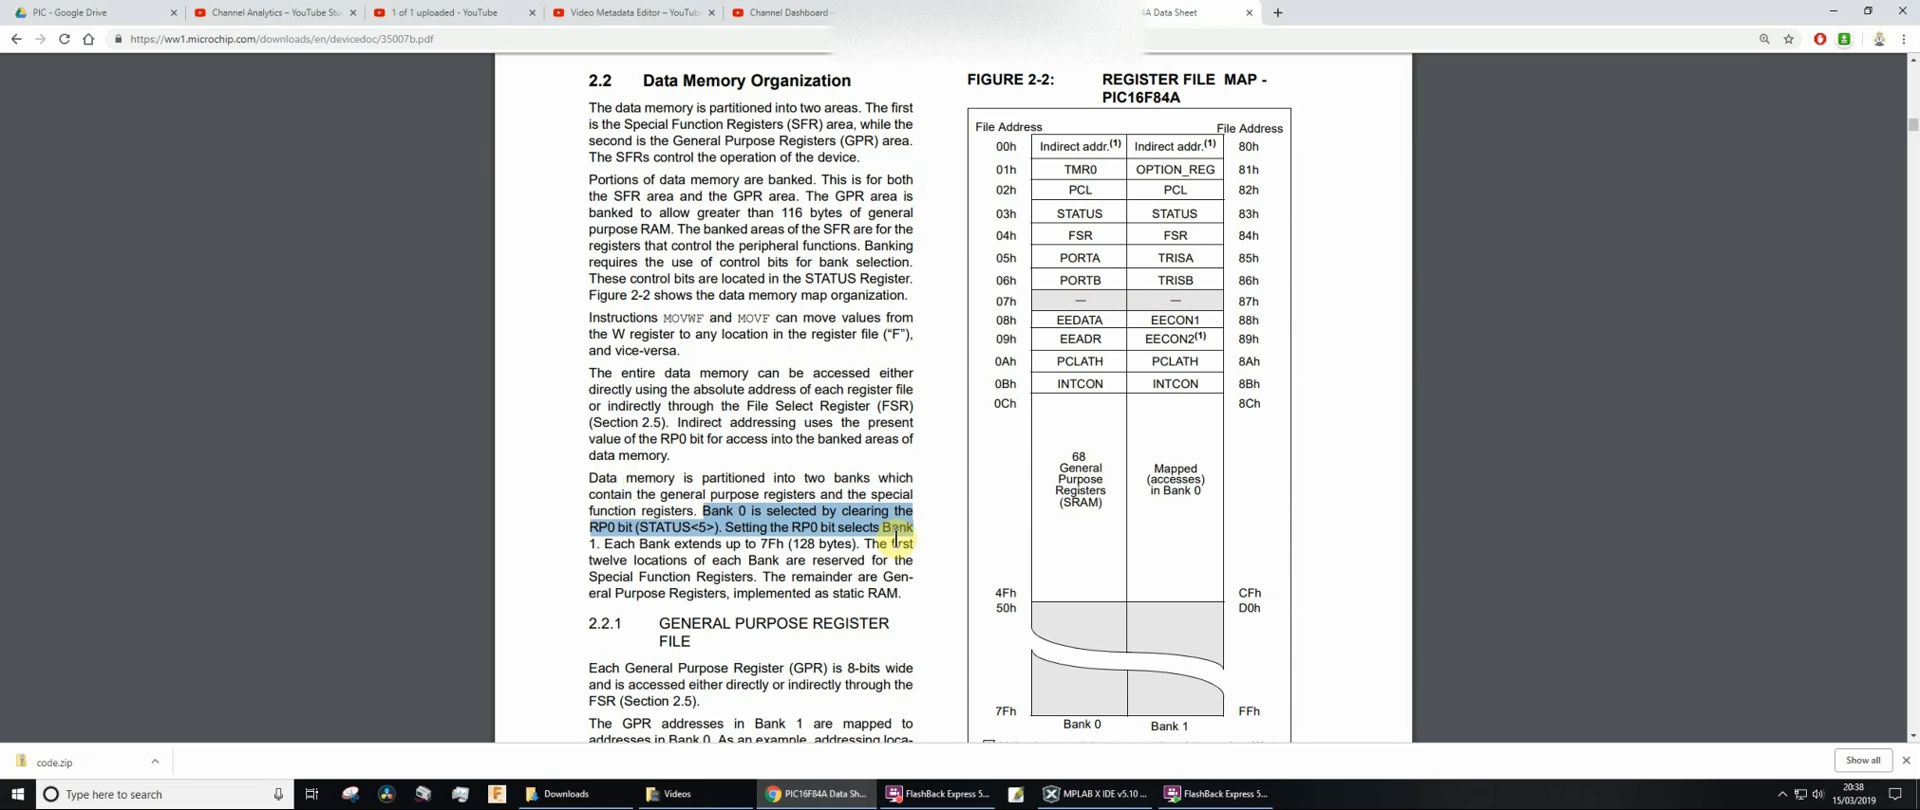 PIC - Google Drive
Channel Analytics – YouTube Stu
1 of 1 uploaded - YouTube
Video Metadata Editor – YouTu
Channel Dashboard -
4A Data Sheet
https://ww1.microchip.com/downloads/en/devicedoc/35007b.pdf
2.2 Data Memory Organization
The data memory is partitioned into two areas. The first
is the Special Function Registers (SFR) area, while the
second is the General Purpose Registers (GPR) area.
The SFRs control the operation of the device.
Portions of data memory are banked. This is for both
the SFR area and the GPR area. The GPR area is
banked to allow greater than 116 bytes of general
purpose RAM. The banked areas of the SFR are for the
registers that control the peripheral functions. Banking
requires the use of control bits for bank selection.
These control bits are located in the STATUS Register.
Figure 2-2 shows the data memory map organization.
Instructions MOVWF and MOVF can move values from
the W register to any location in the register file (“F”),
and vice-versa.
The entire data memory can be accessed either
directly using the absolute address of each register file
or indirectly through the File Select Register (FSR)
(Section 2.5). Indirect addressing uses the present
value of the RP0 bit for access into the banked areas of
data memory.
Data memory is partitioned into two banks which
contain the general purpose registers and the special
function registers. Bank 0 is selected by clearing the
RP0 bit (STATUS<5>). Setting the RP0 bit selects Bank
1. Each Bank extends up to 7Fh (128 bytes). The first
twelve locations of each Bank are reserved for the
Special Function Registers. The remainder are Gen-
eral Purpose Registers, implemented as static RAM.
2.2.1 GENERAL PURPOSE REGISTER
FILE
Each General Purpose Register (GPR) is 8-bits wide
and is accessed either directly or indirectly through the
FSR (Section 2.5).
The GPR addresses in Bank 1 are mapped to
addresses in Bank 0. As an example, addressing loca-
FIGURE 2-2: REGISTER FILE MAP -
PIC16F84A
File Address File Address
00h Indirect addr.(1) Indirect addr.(1) 80h
01h TMR0 OPTION_REG 81h
02h PCL PCL 82h
03h STATUS STATUS 83h
04h FSR FSR 84h
05h PORTA TRISA 85h
06h PORTB TRISB 86h
07h — — 87h
08h EEDATA EECON1 88h
09h EEADR EECON2(1) 89h
0Ah PCLATH PCLATH 8Ah
0Bh INTCON INTCON 8Bh
0Ch 8Ch
68
General
Purpose
Registers
(SRAM)
Mapped
(accesses)
in Bank 0
4Fh CFh
50h D0h
7Fh FFh
Bank 0 Bank 1
code.zip
Show all
Type here to search
Downloads
Videos
PIC16F84A Data Sh...
FlashBack Express 5...
MPLAB X IDE v5.10 ...
FlashBack Express 5...
20:38
15/03/2019